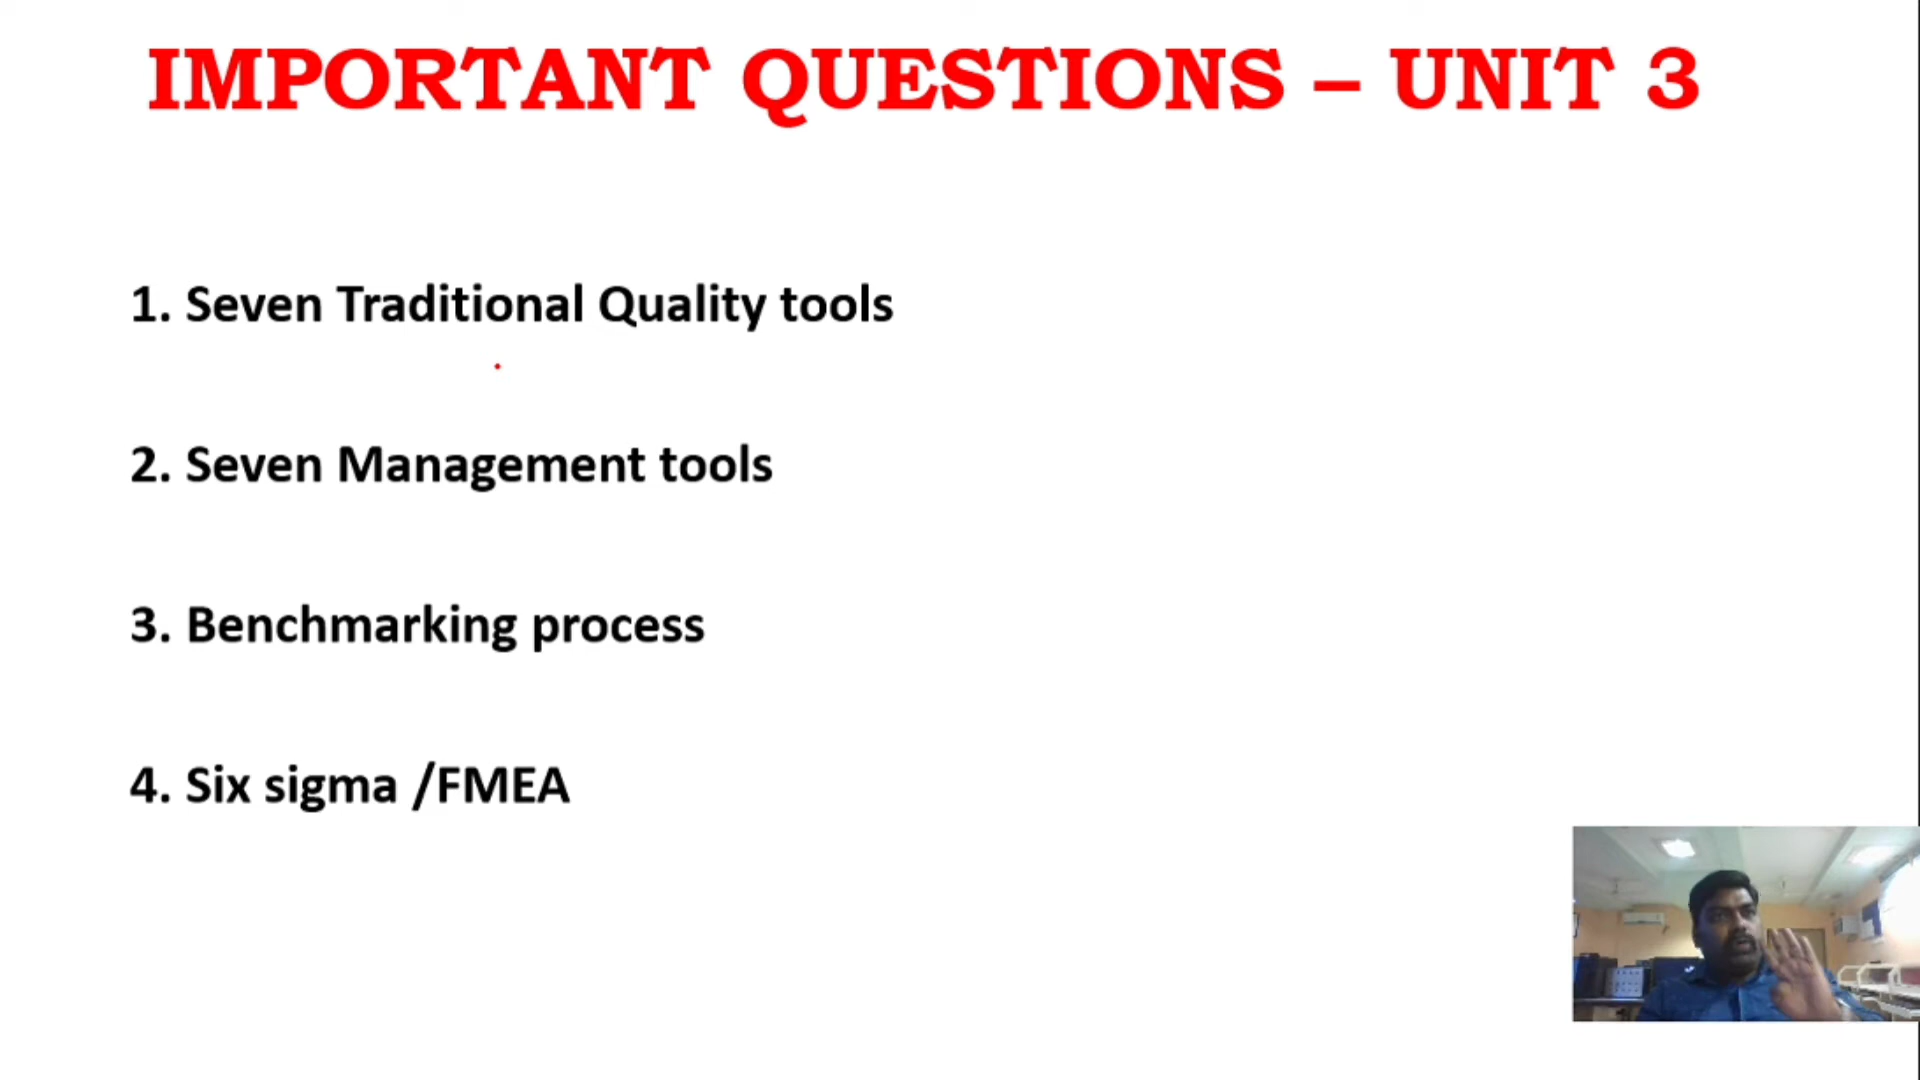 IMPORTANT QUESTIONS – UNIT 3
1. Seven Traditional Quality tools
2. Seven Management tools
3. Benchmarking process
4. Six sigma /FMEA